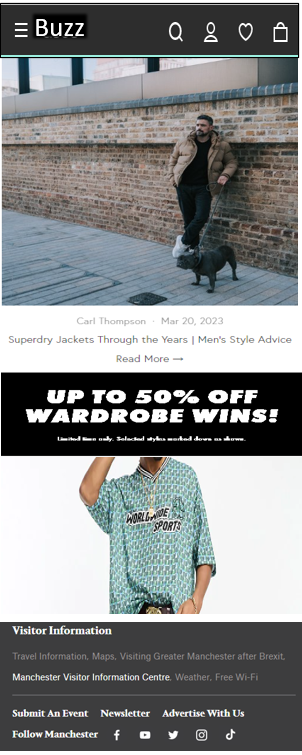 Buzz
Carl Thompson · Mar 20, 2023
Superdry Jackets Through the Years | Men's Style Advice
Read More →
UP TO 50% OFF
WARDROBE WINS!
Limited time only. Selected styles marked down as shown.
WORLDWIDE
SPORTS
Visitor Information
Travel Information, Maps, Visiting Greater Manchester after Brexit,
Manchester Visitor Information Centre, Weather, Free Wi-Fi
Submit An Event Newsletter Advertise With Us
Follow Manchester